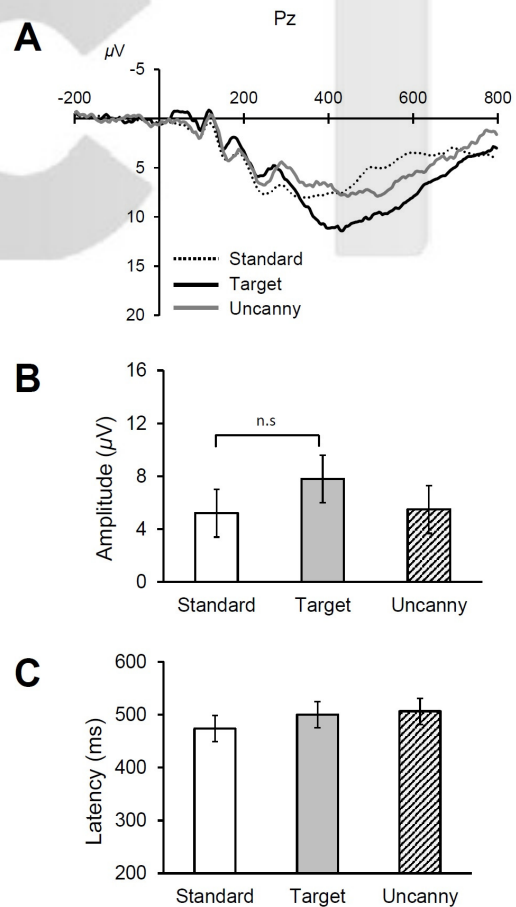 Pz
A
µV
-5
-200 200 400 600 800
5
10
15
20
Standard
Target
Uncanny
B
Amplitude (µV)
16
12
8
4
0
n.s
Standard Target Uncanny
C
Latency (ms)
600
500
400
300
200
Standard Target Uncanny